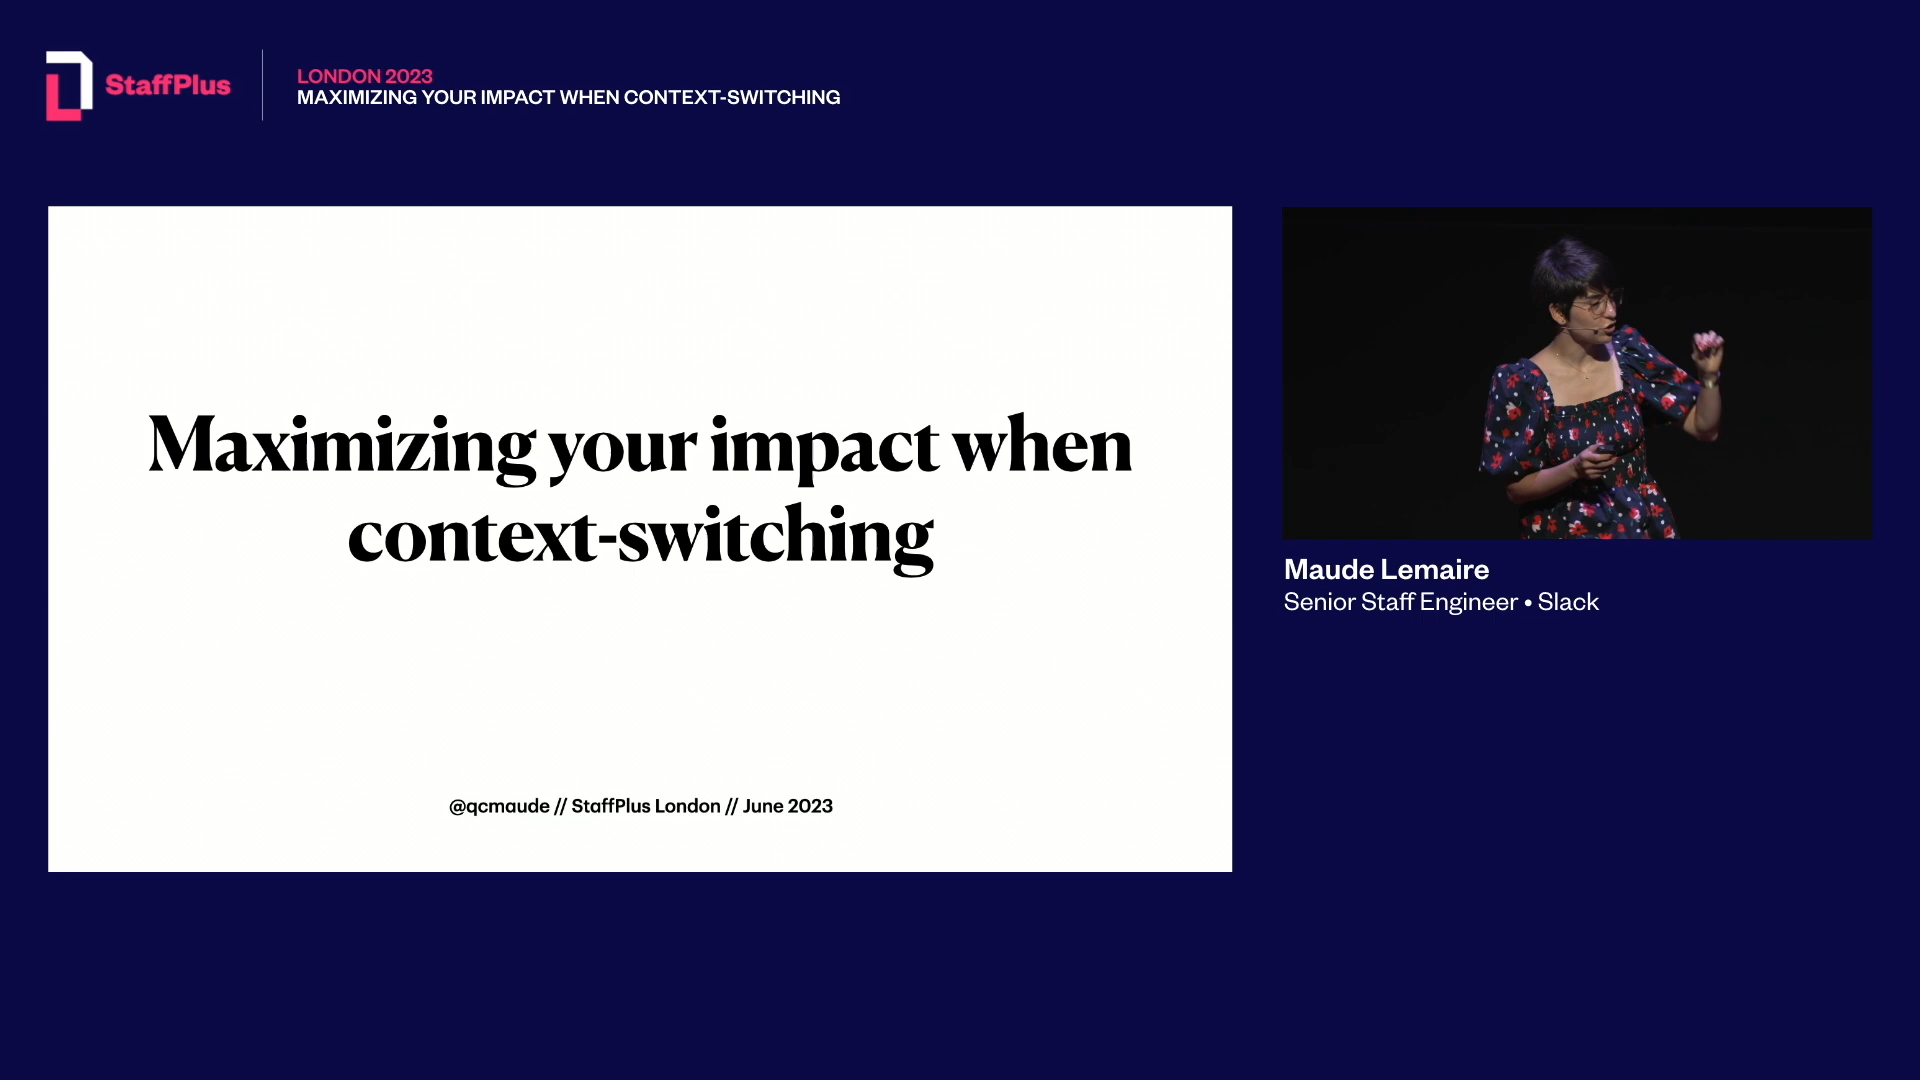 StaffPlus
LONDON 2023
MAXIMIZING YOUR IMPACT WHEN CONTEXT-SWITCHING
Maximizing your impact when
context-switching
@qcmaude // StaffPlus London // June 2023
Maude Lemaire
Senior Staff Engineer • Slack